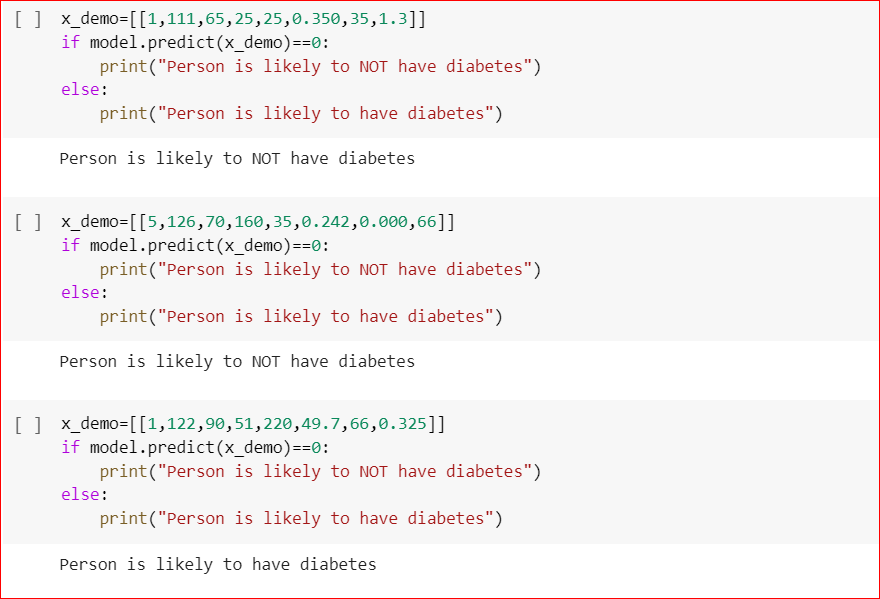 [ ] x_demo=[[1,111,65,25,25,0.350,35,1.3]]
if model.predict(x_demo)==0:
    print("Person is likely to NOT have diabetes")
else:
    print("Person is likely to have diabetes")
Person is likely to NOT have diabetes
[ ] x_demo=[[5,126,70,160,35,0.242,0.000,66]]
if model.predict(x_demo)==0:
    print("Person is likely to NOT have diabetes")
else:
    print("Person is likely to have diabetes")
Person is likely to NOT have diabetes
[ ] x_demo=[[1,122,90,51,220,49.7,66,0.325]]
if model.predict(x_demo)==0:
    print("Person is likely to NOT have diabetes")
else:
    print("Person is likely to have diabetes")
Person is likely to have diabetes